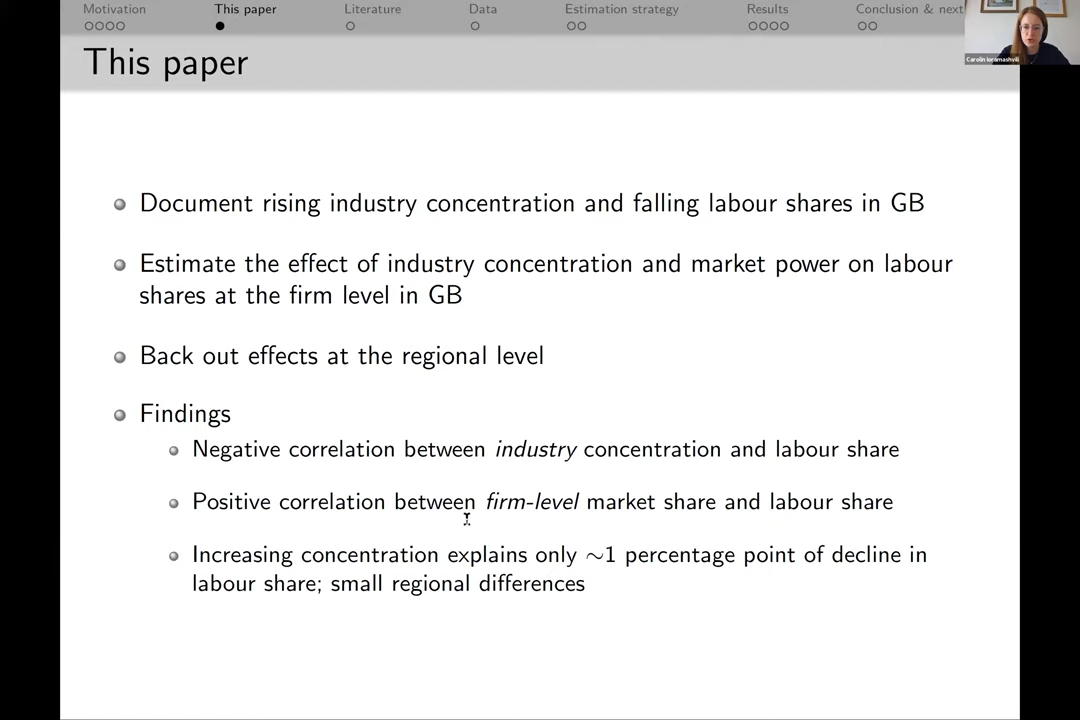 Motivation This paper Literature Data Estimation strategy Results Conclusion & next
This paper
Carolin Ioramashvili
Document rising industry concentration and falling labour shares in GB
Estimate the effect of industry concentration and market power on labour
shares at the firm level in GB
Back out effects at the regional level
Findings
Negative correlation between industry concentration and labour share
Positive correlation between firm-level market share and labour share
Increasing concentration explains only ~1 percentage point of decline in
labour share; small regional differences